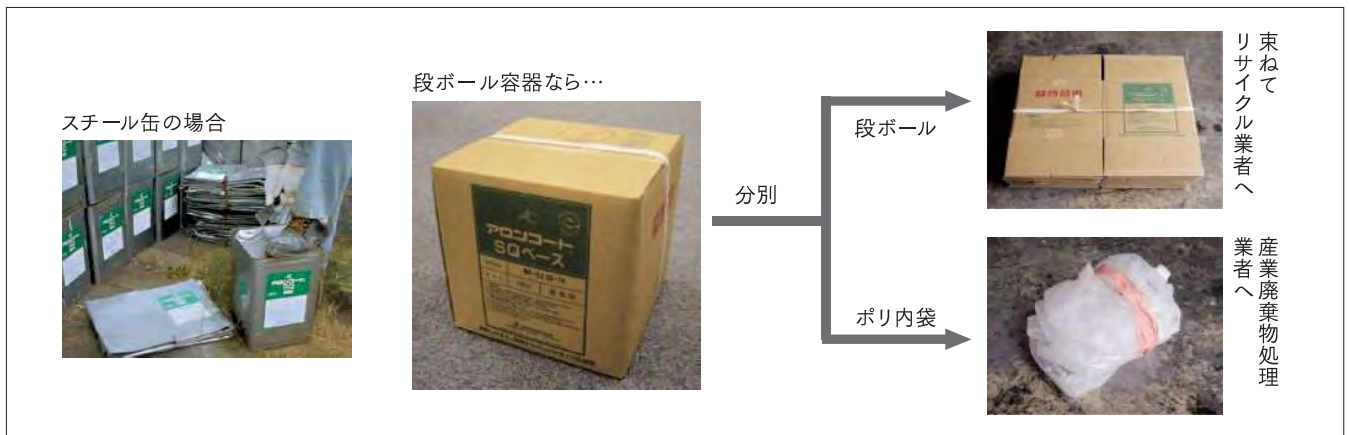 スチール缶の場合
段ボール容器なら…
アロンコート
SQベース
分別
段ボール
ポリ内袋
束ねて
リサイクル業者へ
産業廃棄物処理
業者へ